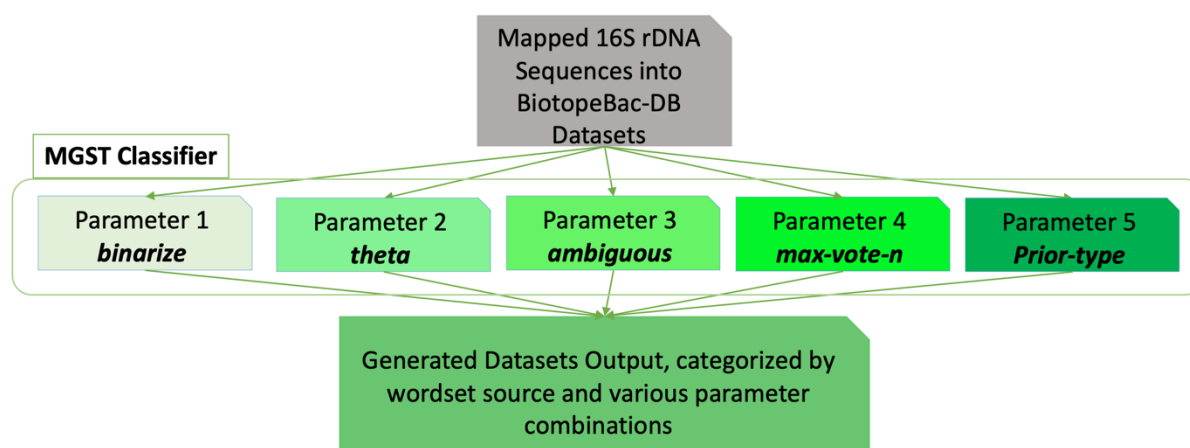 Mapped 16S rDNA
Sequences into
BiotopeBac-DB
Datasets
MGST Classifier
Parameter 1
binarize
Parameter 2
theta
Parameter 3
ambiguous
Parameter 4
max-vote-n
Parameter 5
Prior-type
Generated Datasets Output, categorized by
wordset source and various parameter
combinations